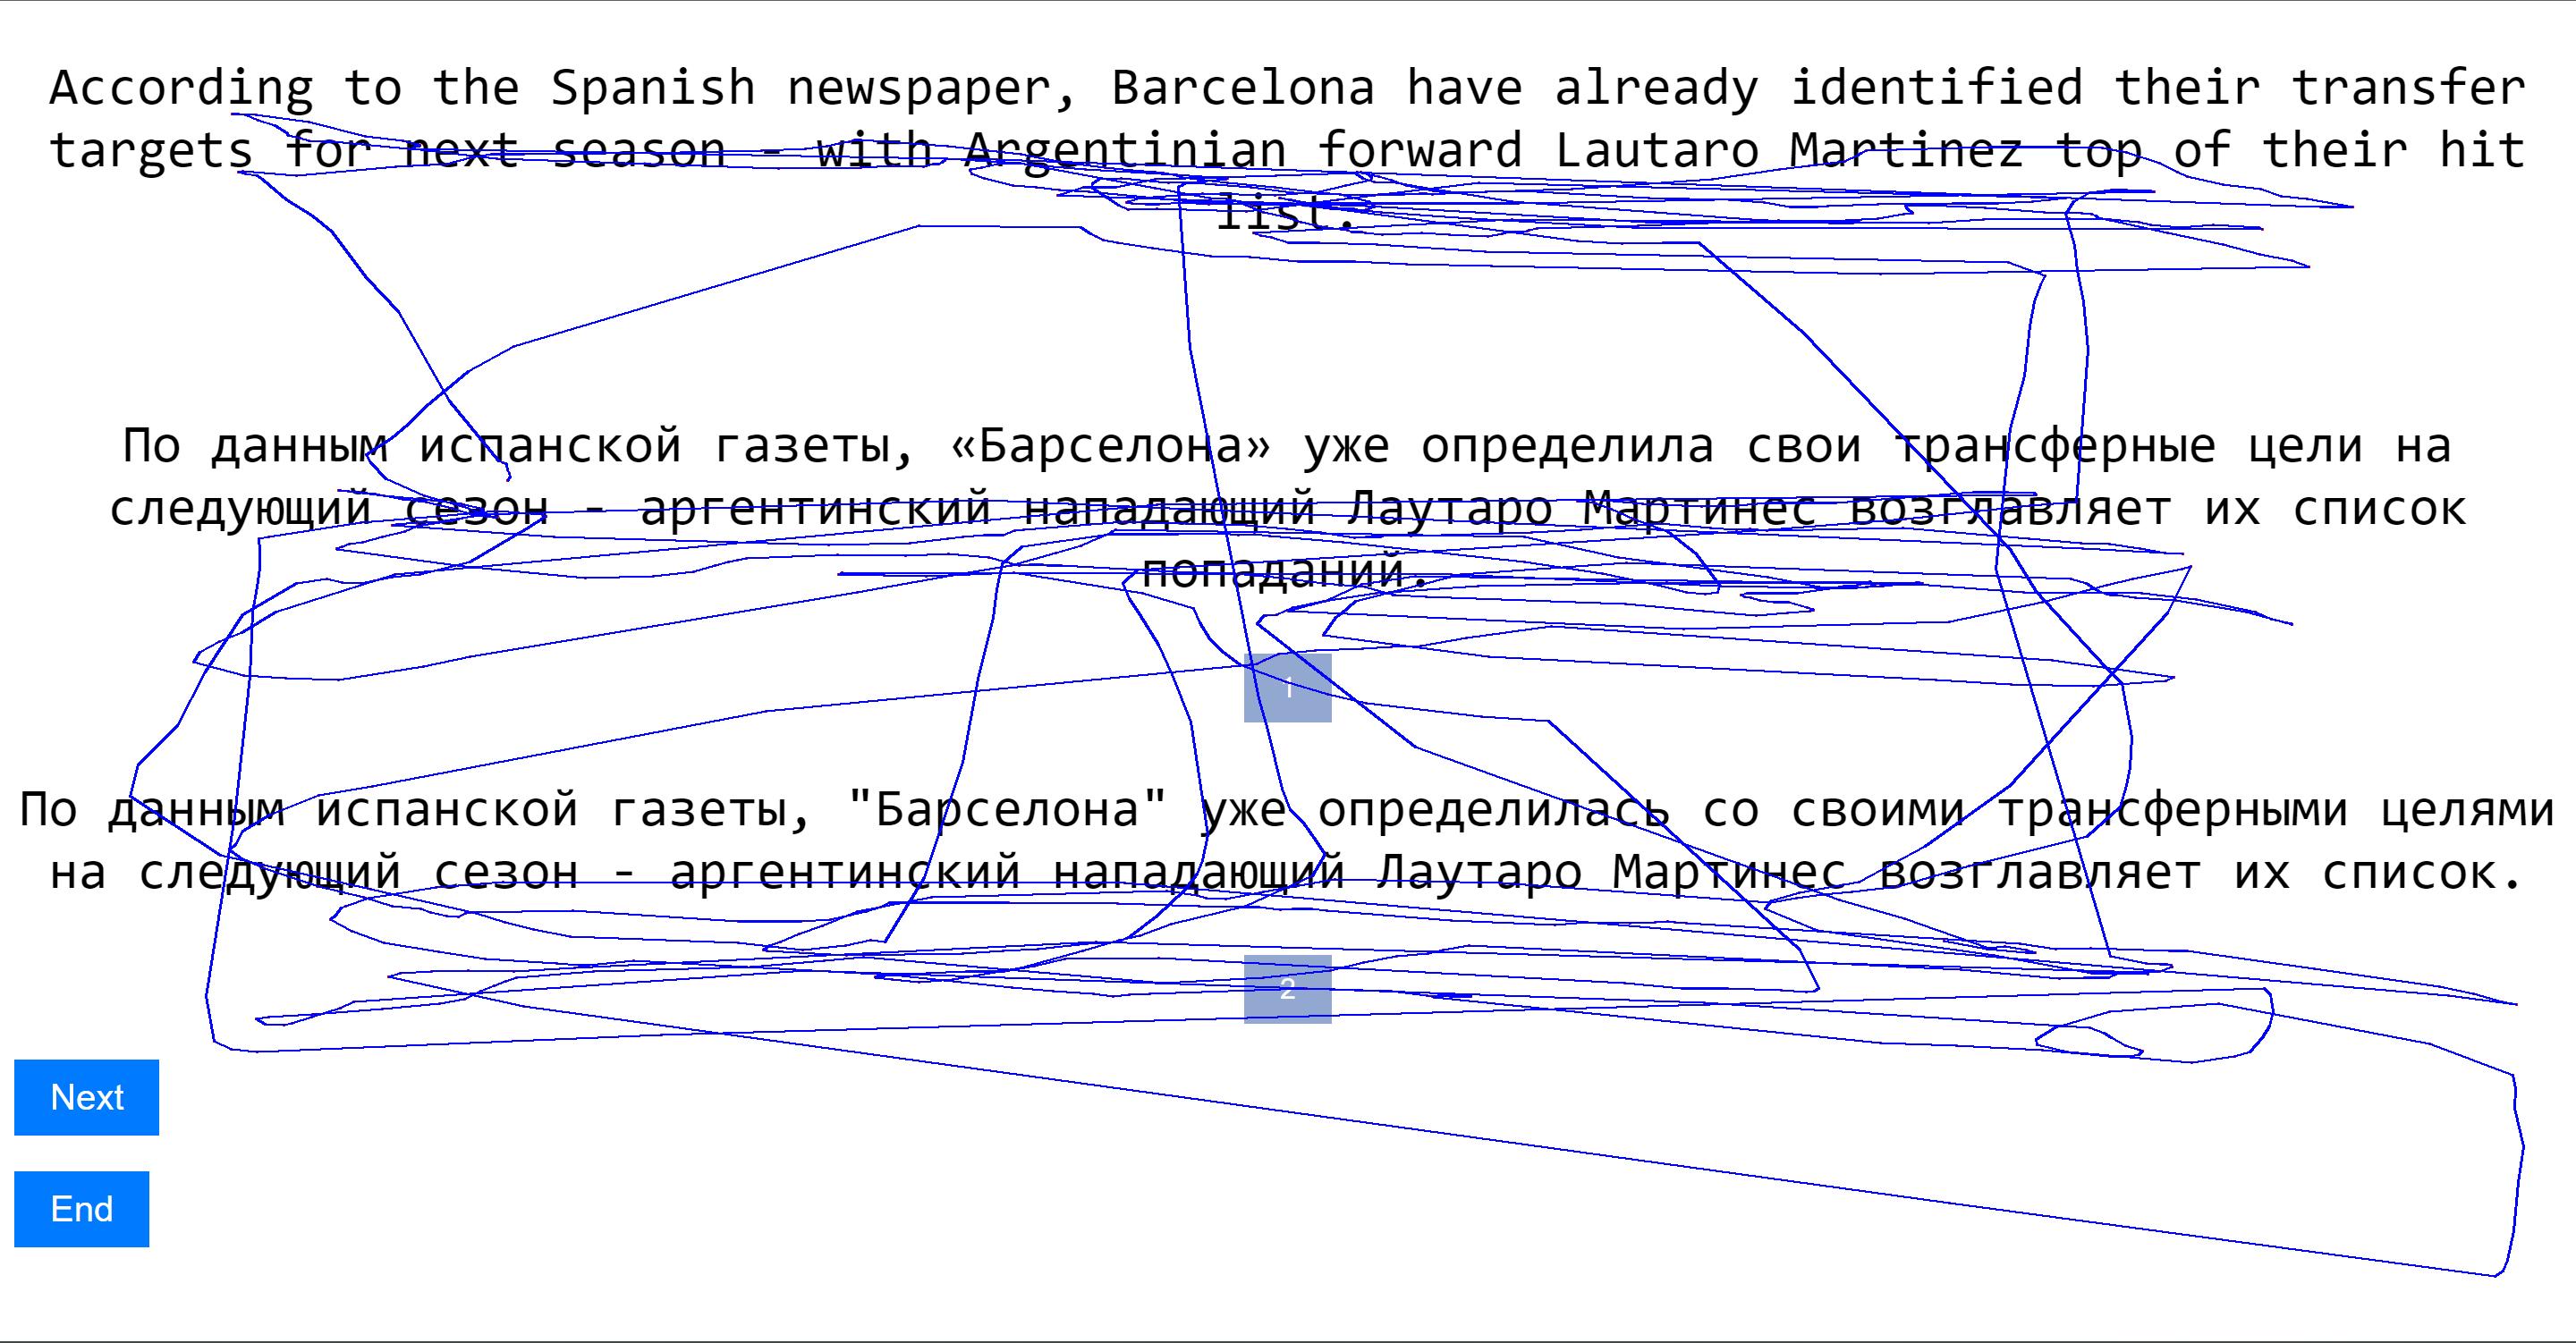 According to the Spanish newspaper, Barcelona have already identified their transfer
targets for next season - with Argentinian forward Lautaro Martinez top of their hit
list.
По данным испанской газеты, «Барселона» уже определила свои трансферные цели на
следующий сезон - аргентинский нападающий Лаутаро Мартинес возглавляет их список
попаданий.
1
По данным испанской газеты, "Барселона" уже определилась со своими трансферными целями
на следующий сезон - аргентинский нападающий Лаутаро Мартинес возглавляет их список.
2
Next
End